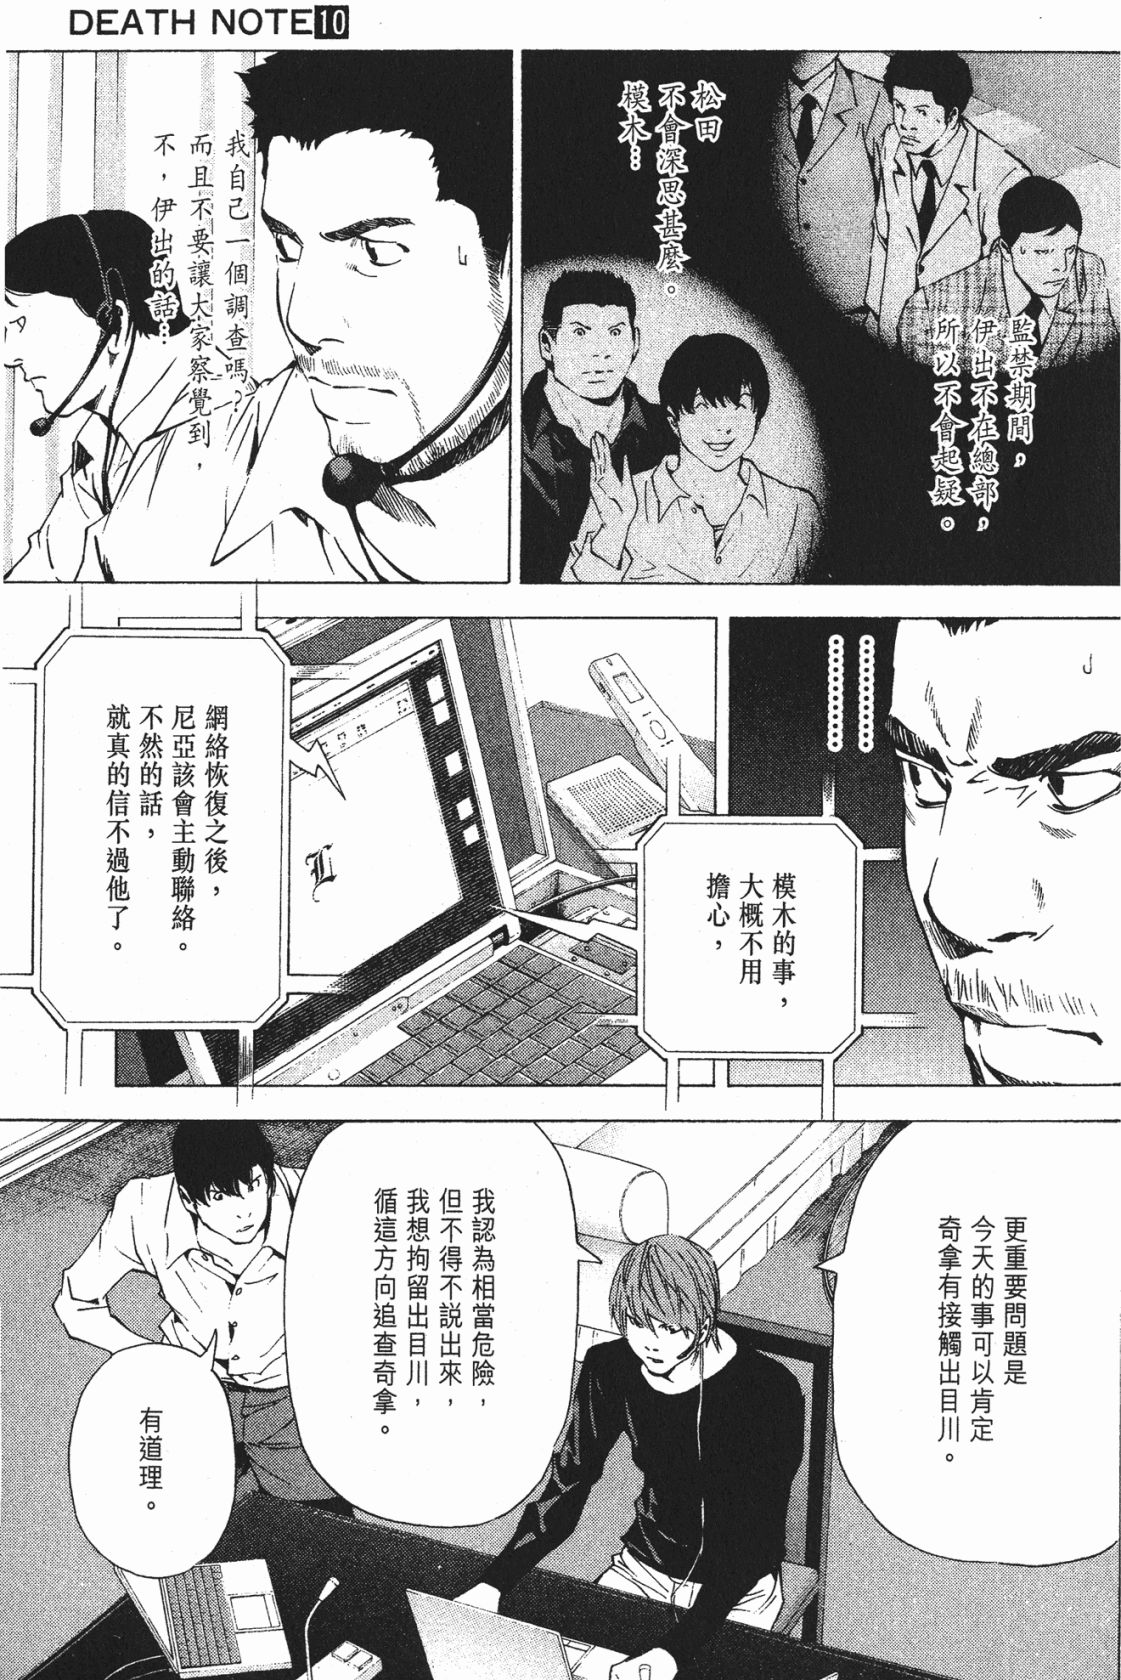 DEATH NOTE 10
監禁期間，
伊出不在總部，
所以不會起疑。
松田
不會深思甚麼。
模木…
我自己一個調查嗎？
而且不要讓大家察覺到，
不，伊出的話…
………………
………………
模木的事，
大概不用
擔心，
網絡恢復之後，
尼亞該會主動聯絡。
不然的話，
就真的信不過他了。
L
更重要問題是
今天的事可以肯定
奇拿有接觸出目川。
我認為相當危險，
但不得不説出來，
我想拘留出目川，
循這方向追查奇拿。
有道理。